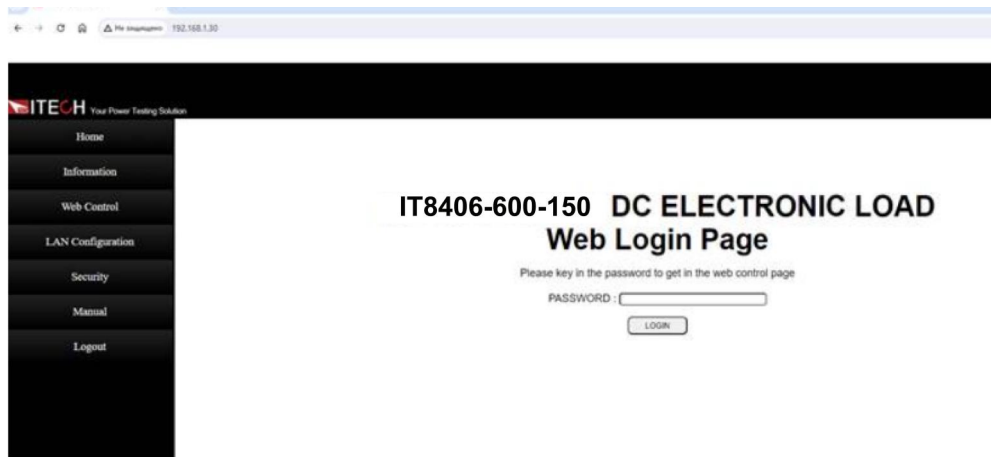 Не защищено 192.168.1.30
ITECH Your Power Testing Solution
Home
Information
Web Control
LAN Configuration
Security
Manual
Logout
IT8406-600-150 DC ELECTRONIC LOAD
Web Login Page
Please key in the password to get in the web control page
PASSWORD :
LOGIN